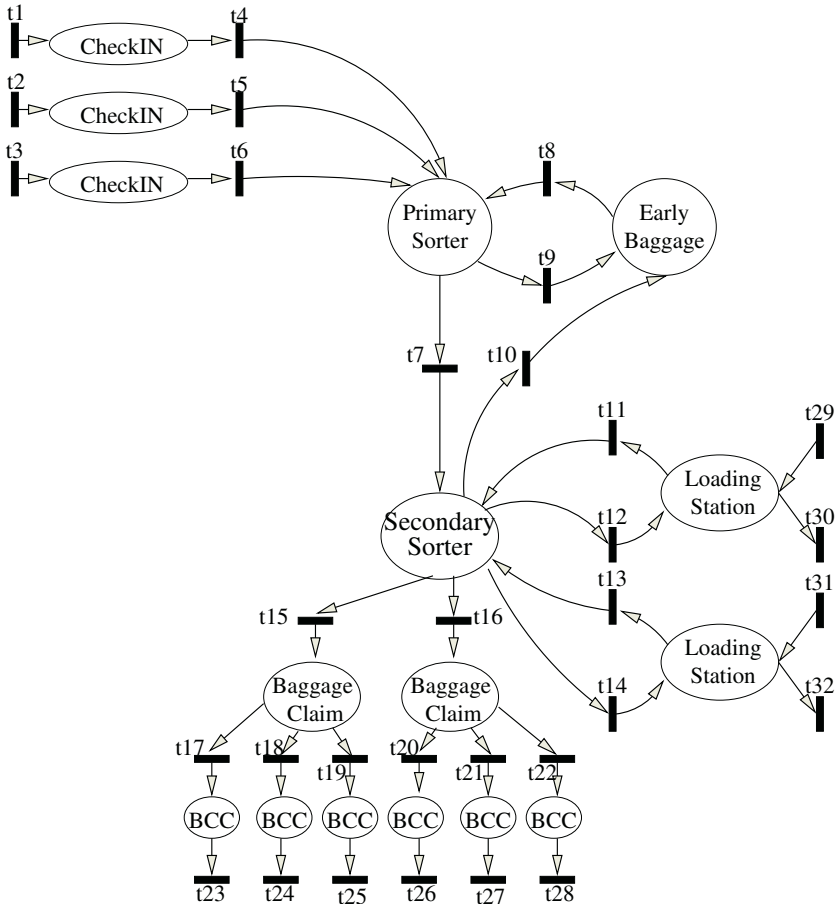 t1
t4
CheckIN
t2
t5
CheckIN
t3
t6
CheckIN
t8
Primary
Sorter
Early
Baggage
t9
t7
t10
t11
t29
Loading
Station
t12
t30
Secondary
Sorter
t13
t31
Loading
Station
t14
t32
t15
t16
Baggage
Claim
Baggage
Claim
t17
t18
t19
t20
t21
t22
BCC
BCC
BCC
BCC
BCC
BCC
t23
t24
t25
t26
t27
t28